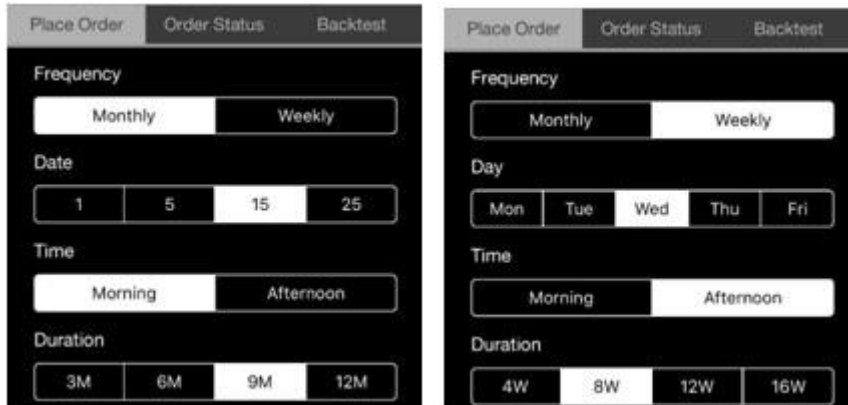 Place Order Order Status Backtest
Frequency
Monthly Weekly
Date
1 5 15 25
Time
Morning Afternoon
Duration
3M 6M 9M 12M
Place Order Order Status Backtest
Frequency
Monthly Weekly
Day
Mon Tue Wed Thu Fri
Time
Morning Afternoon
Duration
4W 8W 12W 16W